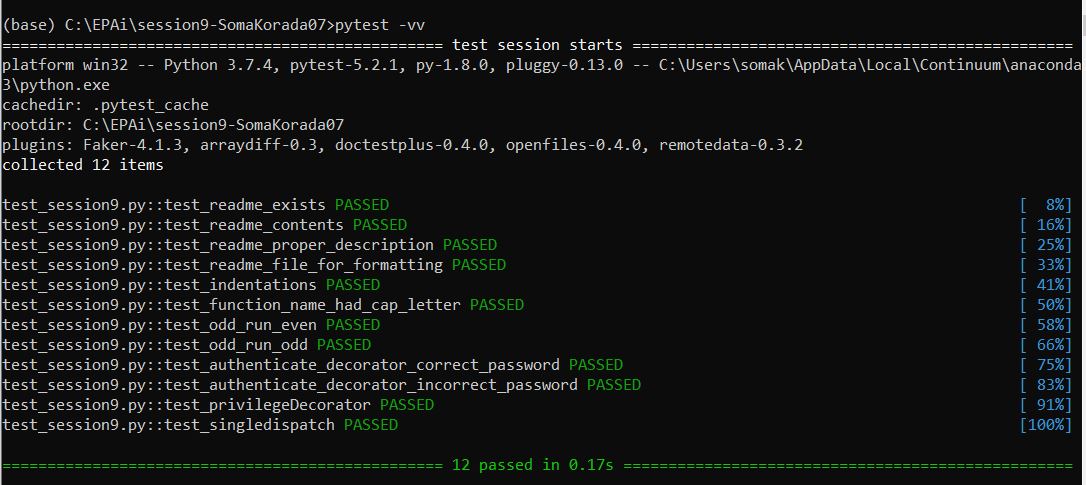 (base) C:\EPAi\session9-SomaKorada07>pytest -vv
================================================= test session starts =================================================
platform win32 -- Python 3.7.4, pytest-5.2.1, py-1.8.0, pluggy-0.13.0 -- C:\Users\somak\AppData\Local\Continuum\anaconda
3\python.exe
cachedir: .pytest_cache
rootdir: C:\EPAi\session9-SomaKorada07
plugins: Faker-4.1.3, arraydiff-0.3, doctestplus-0.4.0, openfiles-0.4.0, remotedata-0.3.2
collected 12 items
test_session9.py::test_readme_exists PASSED [  8%]
test_session9.py::test_readme_contents PASSED [ 16%]
test_session9.py::test_readme_proper_description PASSED [ 25%]
test_session9.py::test_readme_file_for_formatting PASSED [ 33%]
test_session9.py::test_indentations PASSED [ 41%]
test_session9.py::test_function_name_had_cap_letter PASSED [ 50%]
test_session9.py::test_odd_run_even PASSED [ 58%]
test_session9.py::test_odd_run_odd PASSED [ 66%]
test_session9.py::test_authenticate_decorator_correct_password PASSED [ 75%]
test_session9.py::test_authenticate_decorator_incorrect_password PASSED [ 83%]
test_session9.py::test_privilegeDecorator PASSED [ 91%]
test_session9.py::test_singledispatch PASSED [100%]
================================================= 12 passed in 0.17s ==================================================